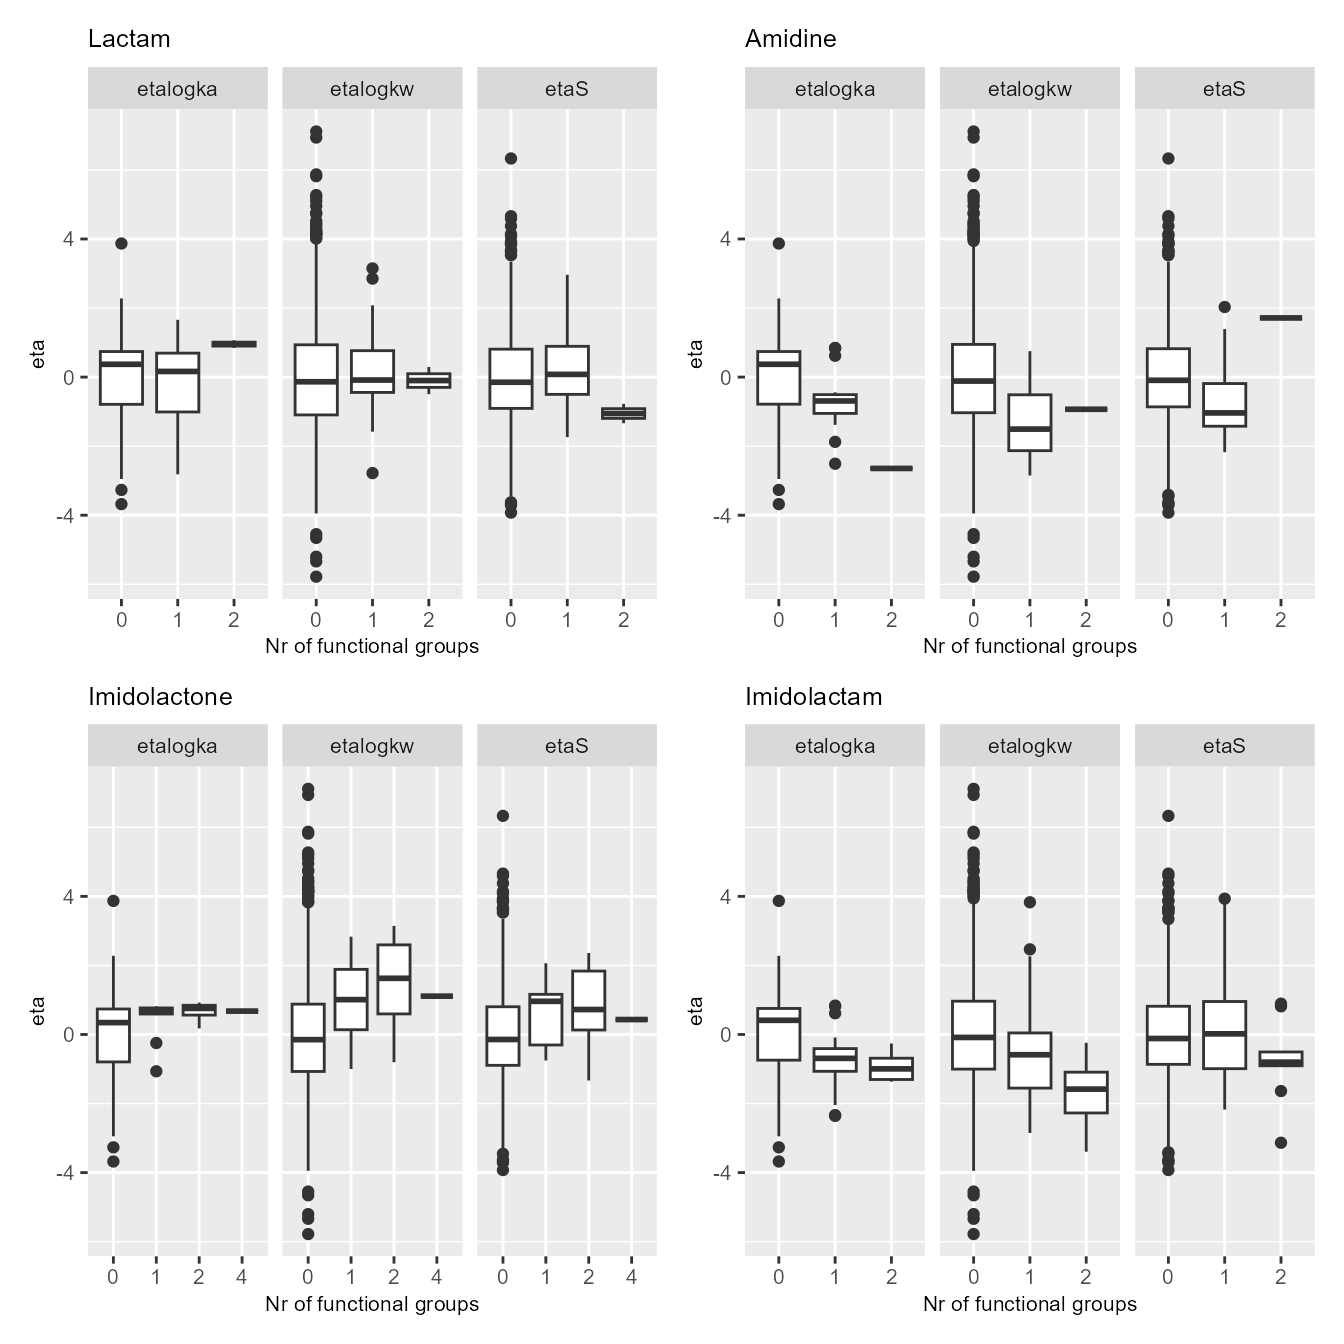 Lactam
etalogka etalogkw etaS
eta
4
0
-4
0 1 2 0 1 2 0 1 2
Nr of functional groups
Amidine
etalogka etalogkw etaS
eta
4
0
-4
0 1 2 0 1 2 0 1 2
Nr of functional groups
Imidolactone
etalogka etalogkw etaS
eta
4
0
-4
0 1 2 4 0 1 2 4 0 1 2 4
Nr of functional groups
Imidolactam
etalogka etalogkw etaS
eta
4
0
-4
0 1 2 0 1 2 0 1 2
Nr of functional groups